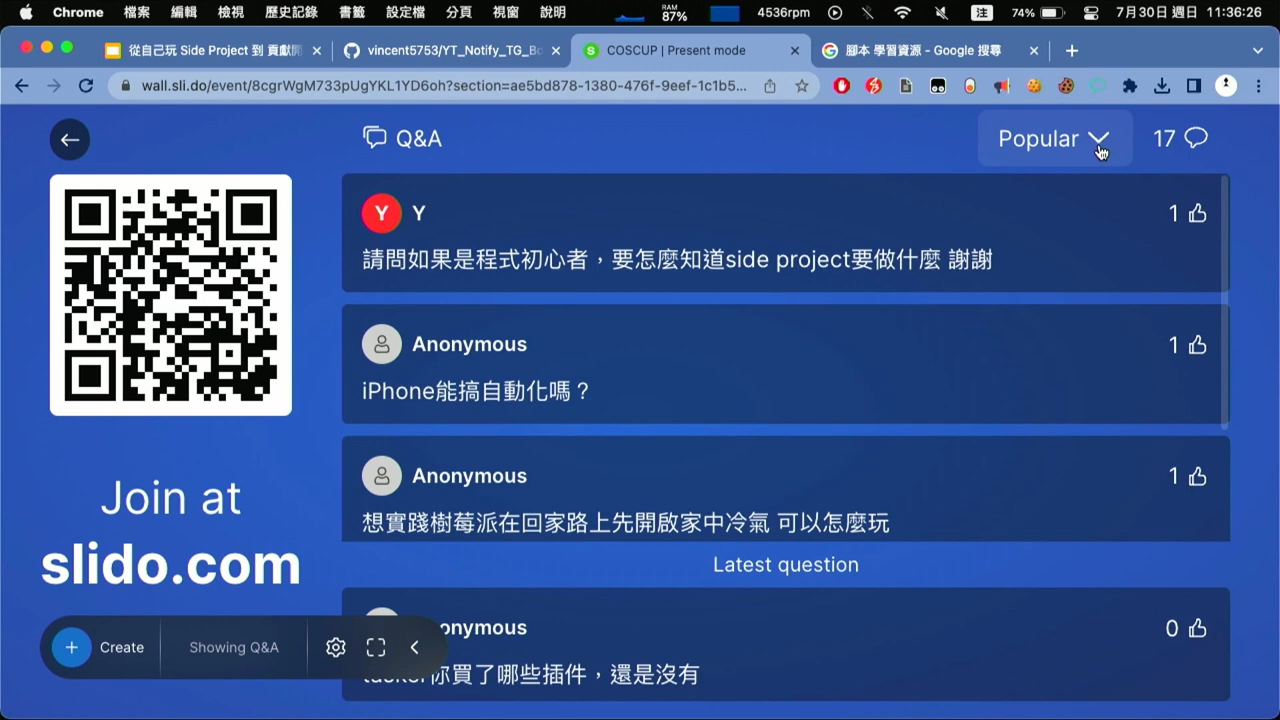 Chrome 檔案 編輯 檢視 歷史記錄 書籤 設定檔 分頁 視窗 說明 RAM 87% 4536rpm 注 74% 7月30日 週日 11:36:26
從自己玩 Side Project 到 貢獻開 vincent5753/YT_Notify_TG_Bo COSCUP | Present mode 腳本 學習資源 - Google 搜尋
wall.sli.do/event/8cgrWgM733pUgYKL1YD6oh?section=ae5bd878-1380-476f-9eef-1c1b5...
Q&A
Popular
17
Y Y
1
請問如果是程式初心者，要怎麼知道side project要做什麼 謝謝
Anonymous
1
iPhone能搞自動化嗎？
Anonymous
1
想實踐樹莓派在回家路上先開啟家中冷氣 可以怎麼玩
Latest question
onymous
0
你買了哪些插件，還是沒有
Join at
slido.com
Create
Showing Q&A